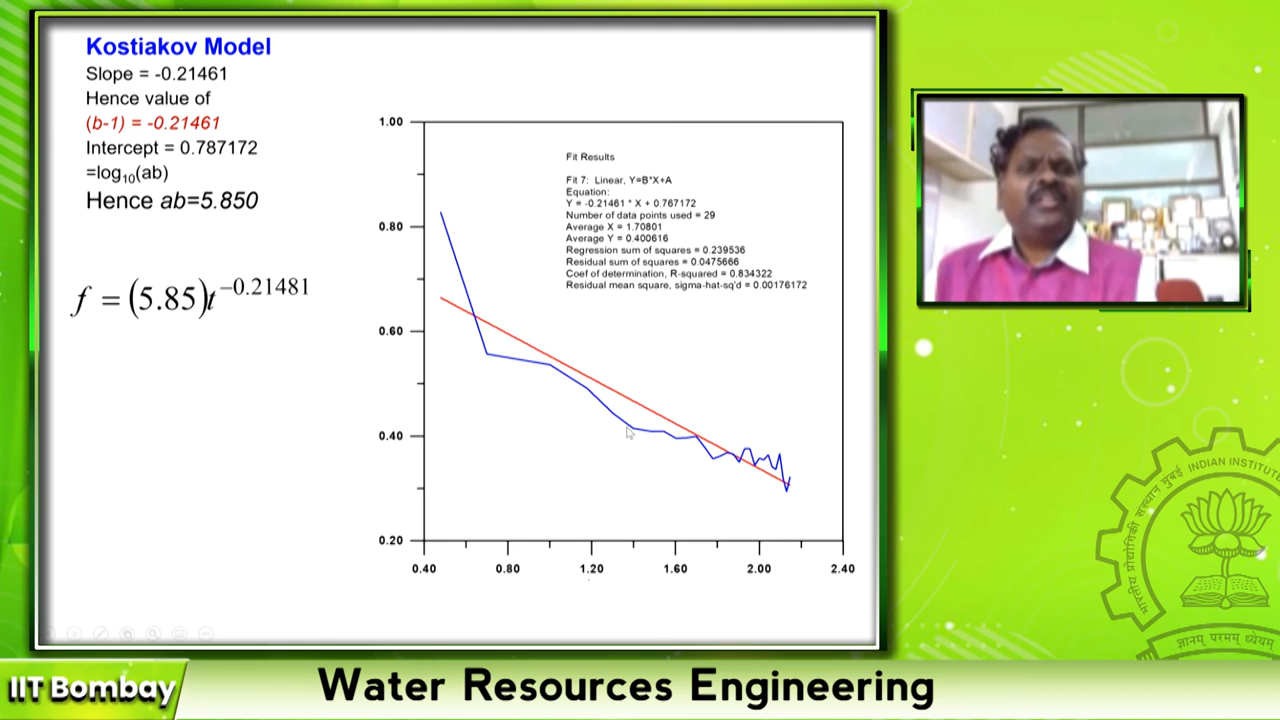 Kostiakov Model
Slope = -0.21461
Hence value of
(b-1) = -0.21461
Intercept = 0.787172
=log10(ab)
Hence ab=5.850
f = (5.85)t^-0.21481
1.00
0.80
0.60
0.40
0.20
0.40 0.80 1.20 1.60 2.00 2.40
Fit Results
Fit 7: Linear, Y=B*X+A
Equation:
Y = -0.21461 * X + 0.767172
Number of data points used = 29
Average X = 1.70801
Average Y = 0.400616
Regression sum of squares = 0.239536
Residual sum of squares = 0.0475666
Coef of determination, R-squared = 0.834322
Residual mean square, sigma-hat-sq'd = 0.00176172
भारतीय प्रौद्योगिकी संस्थान मुंबई INDIAN INSTITUTE
ज्ञानम् परमम् ध्येयम्
IIT Bombay
Water Resources Engineering